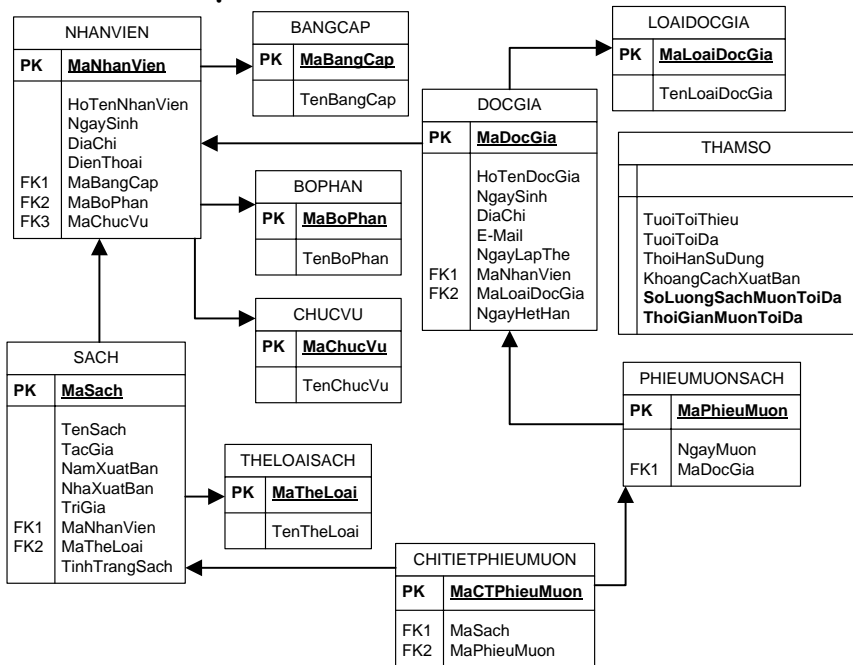 NHANVIEN
PK MaNhanVien
HoTenNhanVien
NgaySinh
DiaChi
DienThoai
FK1 MaBangCap
FK2 MaBoPhan
FK3 MaChucVu
BANGCAP
PK MaBangCap
TenBangCap
LOAIDOCGIA
PK MaLoaiDocGia
TenLoaiDocGia
DOCGIA
PK MaDocGia
HoTenDocGia
NgaySinh
DiaChi
E-Mail
NgayLapThe
FK1 MaNhanVien
FK2 MaLoaiDocGia
NgayHetHan
THAMSO
TuoiToiThieu
TuoiToiDa
ThoiHanSuDung
KhoangCachXuatBan
SoLuongSachMuonToiDa
ThoiGianMuonToiDa
BOPHAN
PK MaBoPhan
TenBoPhan
CHUCVU
PK MaChucVu
TenChucVu
SACH
PK MaSach
TenSach
TacGia
NamXuatBan
NhaXuatBan
TriGia
FK1 MaNhanVien
FK2 MaTheLoai
TinhTrangSach
THELOAISACH
PK MaTheLoai
TenTheLoai
PHIEUMUONSACH
PK MaPhieuMuon
NgayMuon
FK1 MaDocGia
CHITIETPHIEUMUON
PK MaCTPhieuMuon
FK1 MaSach
FK2 MaPhieuMuon